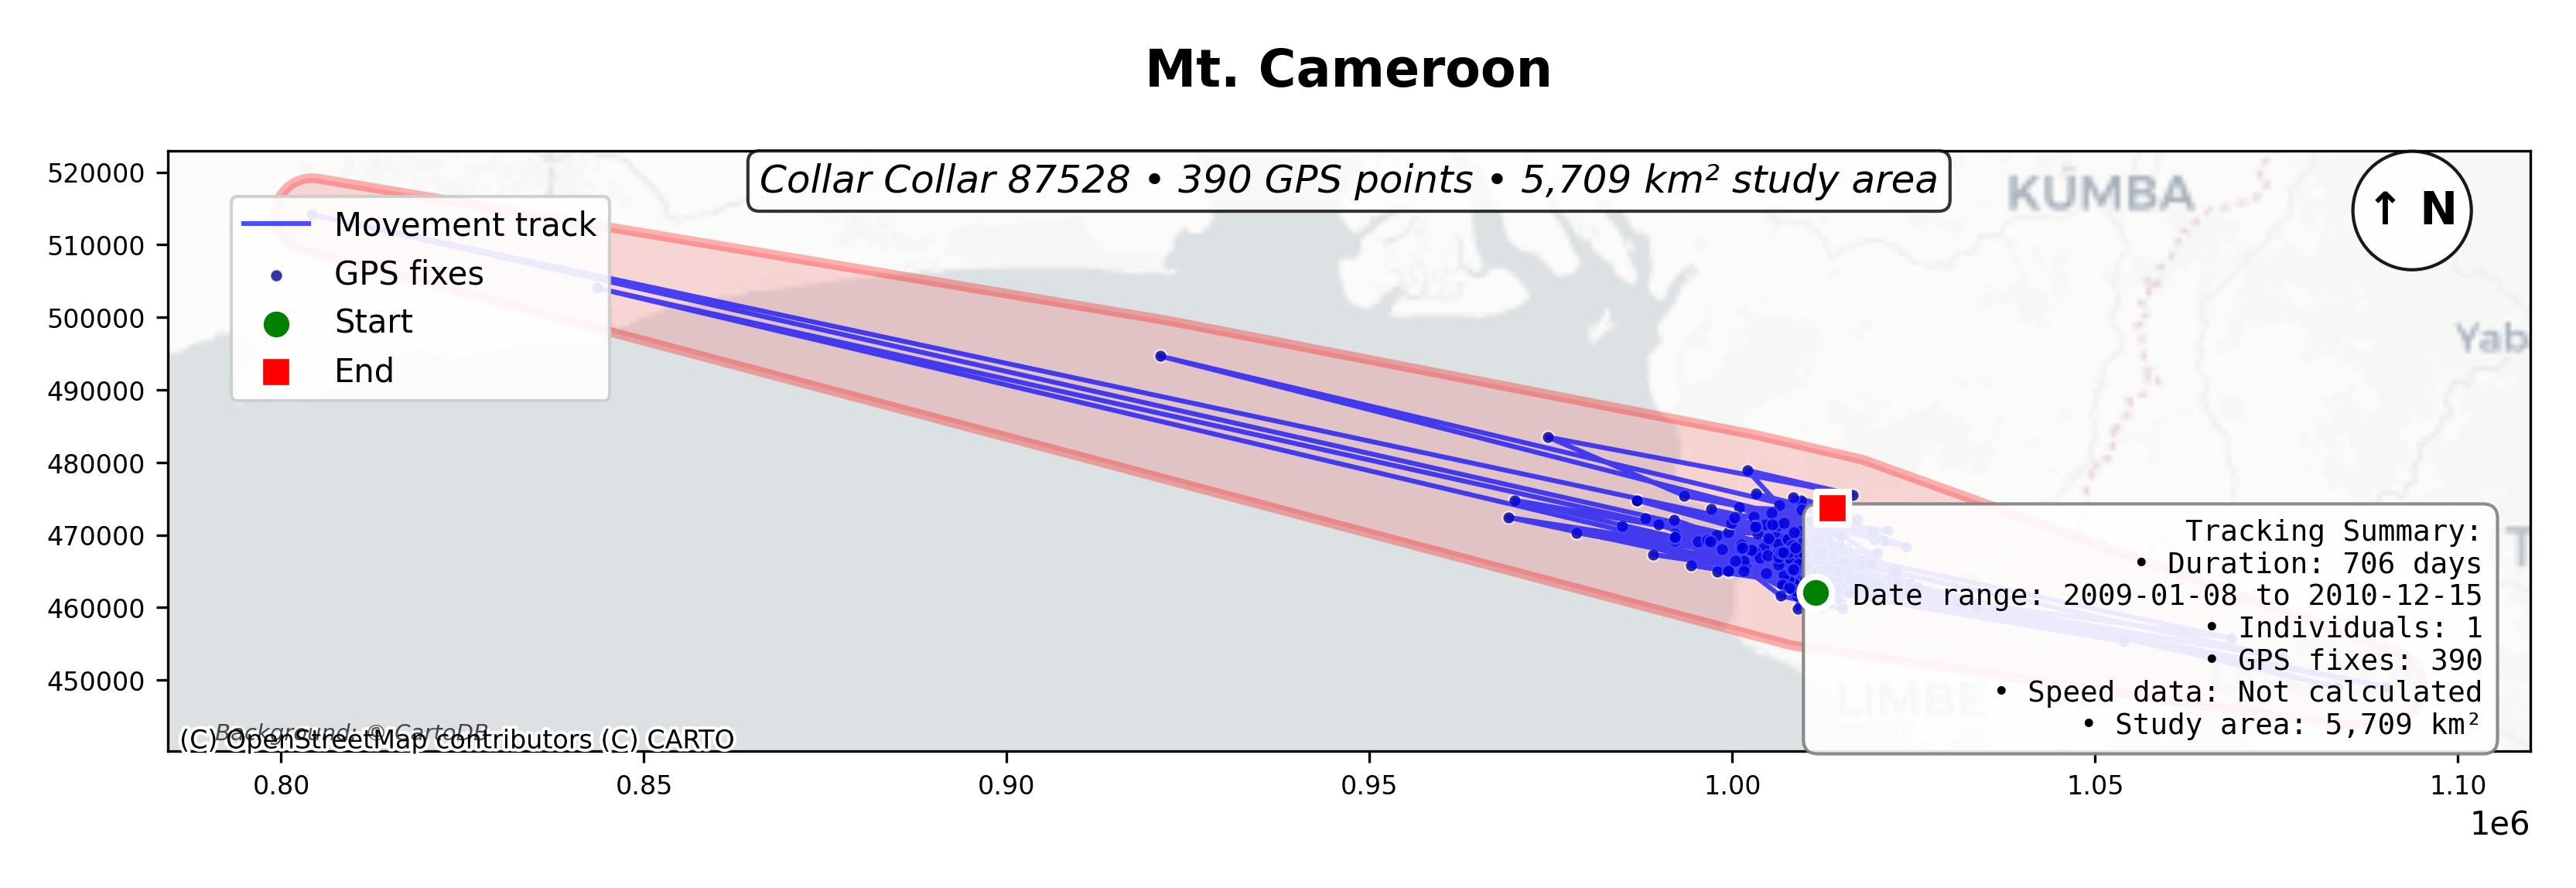 Mt. Cameroon
Collar Collar 87528 • 390 GPS points • 5,709 km² study area
↑ N
Movement track
GPS fixes
Start
End
520000
510000
500000
490000
480000
470000
460000
450000
KUMBA
Yab
T
LIMBE
Tracking Summary:
• Duration: 706 days
Date range: 2009-01-08 to 2010-12-15
• Individuals: 1
• GPS fixes: 390
• Speed data: Not calculated
• Study area: 5,709 km²
Background: © CartoDB
(C) OpenStreetMap contributors (C) CARTO
0.80
0.85
0.90
0.95
1.00
1.05
1.10
1e6